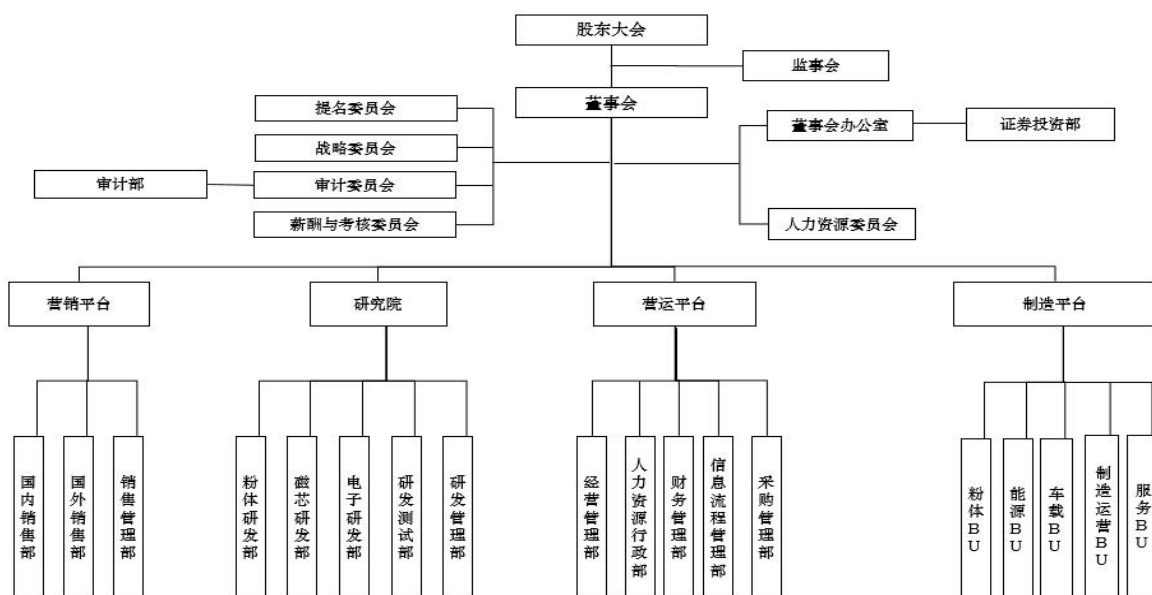 股东大会
监事会
董事会
提名委员会
战略委员会
审计委员会
审计部
薪酬与考核委员会
董事会办公室
证券投资部
人力资源委员会
营销平台
研究院
营运平台
制造平台
国内销售部
国外销售部
销售管理部
粉体研发部
磁芯研发部
电子研发部
研发测试部
研发管理部
经营管理部
人力资源行政部
财务管理部
信息流程管理部
采购管理部
粉体BU
能源BU
车载BU
制造运营BU
服务BU